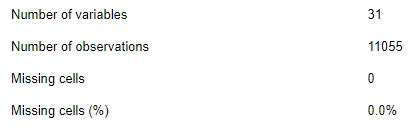 Number of variables 31
Number of observations 11055
Missing cells 0
Missing cells (%) 0.0%